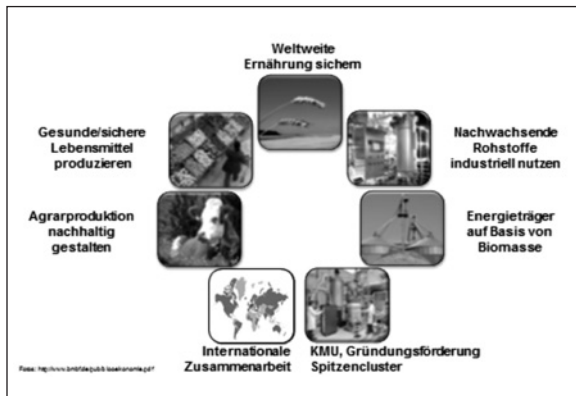 Weltweite
Ernährung sichern
Gesunde/sichere
Lebensmittel
produzieren
Nachwachsende
Rohstoffe
industriell nutzen
Agrarproduktion
nachhaltig
gestalten
Energieträger
auf Basis von
Biomasse
Internationale
Zusammenarbeit
KMU, Gründungsförderung
Spitzencluster